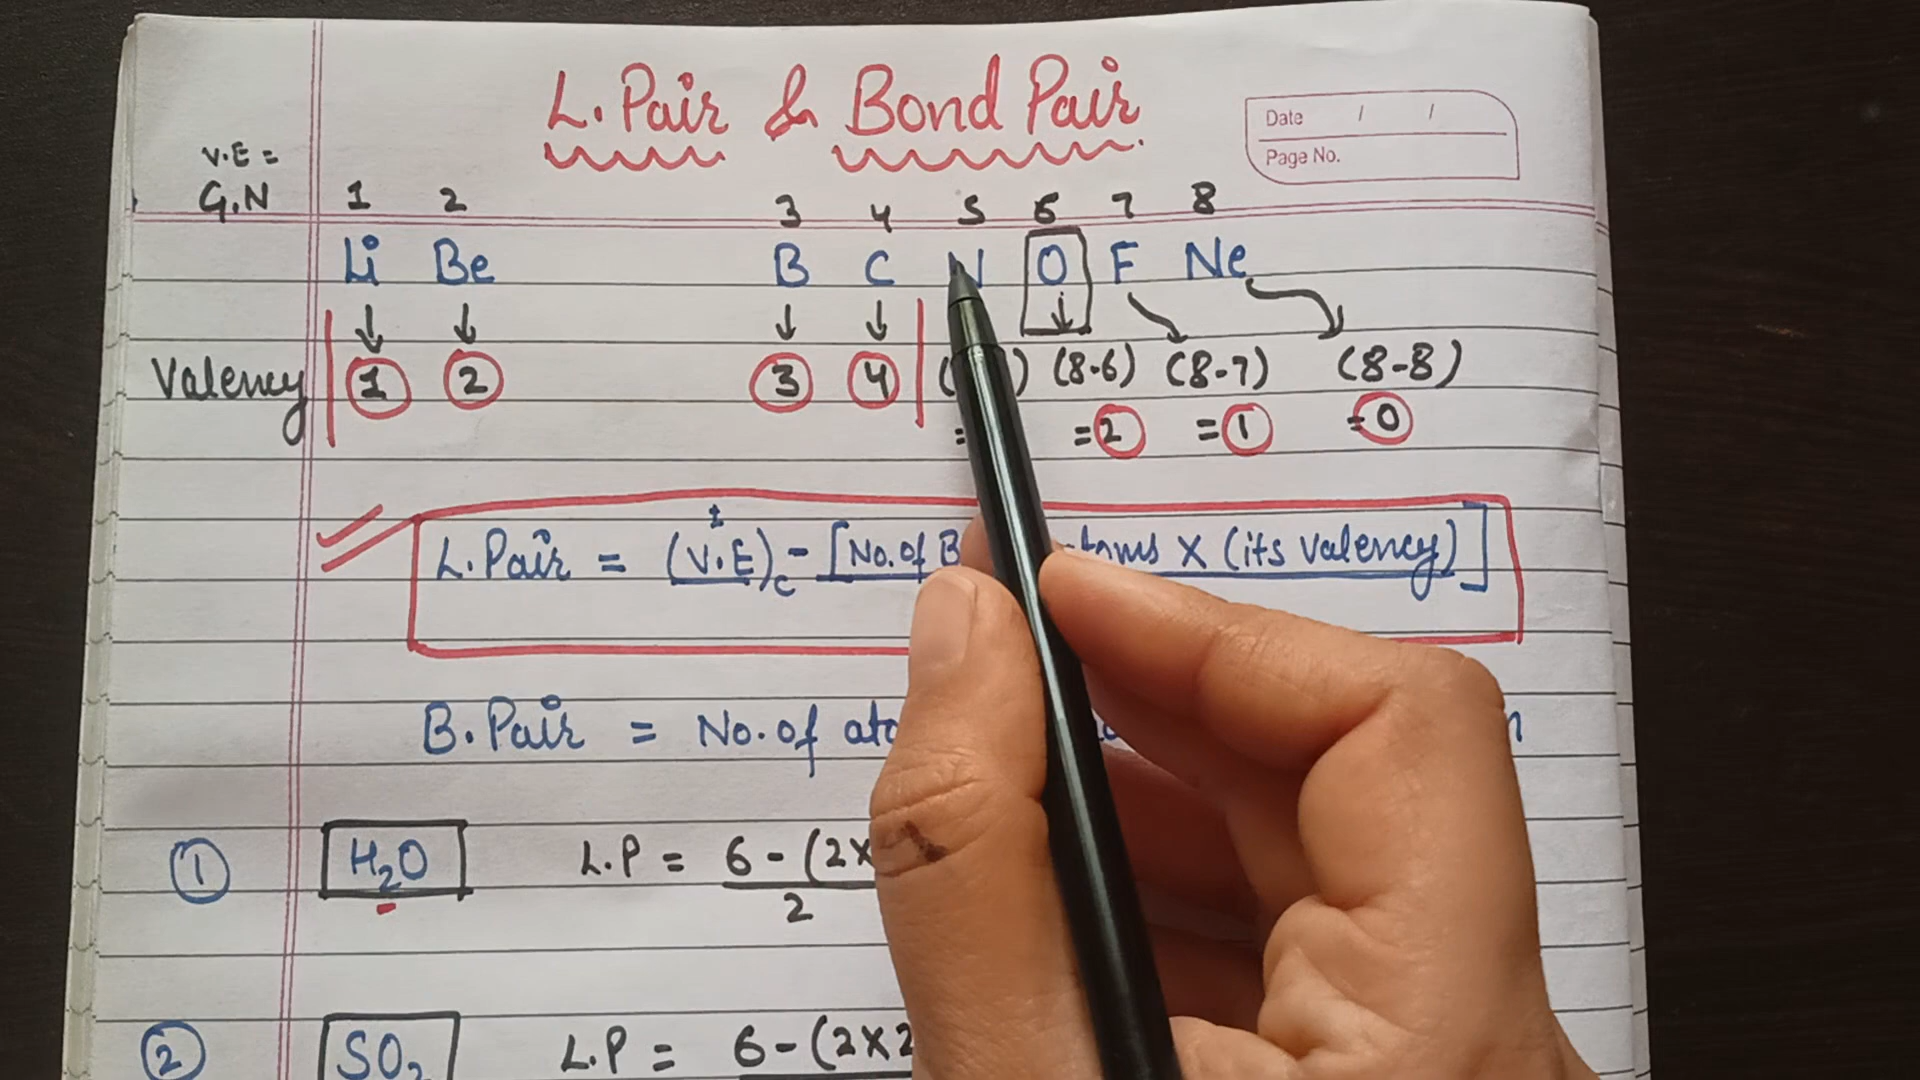 L.Pair & Bond Pair
Date / /
Page No.
V.E =
G.N 1 2 3 4 5 6 7 8
Li Be B C N O F Ne
Valency 1 2 3 4 ( ) (8-6) (8-7) (8-8)
= =2 =1 =0
L.Pair = (V.E)c ± - [No. of B atoms X (its valency)]
B.Pair = No. of
1 H2O L.P = 6 - (2x
2
2 SO2 L.P = 6-(2x2